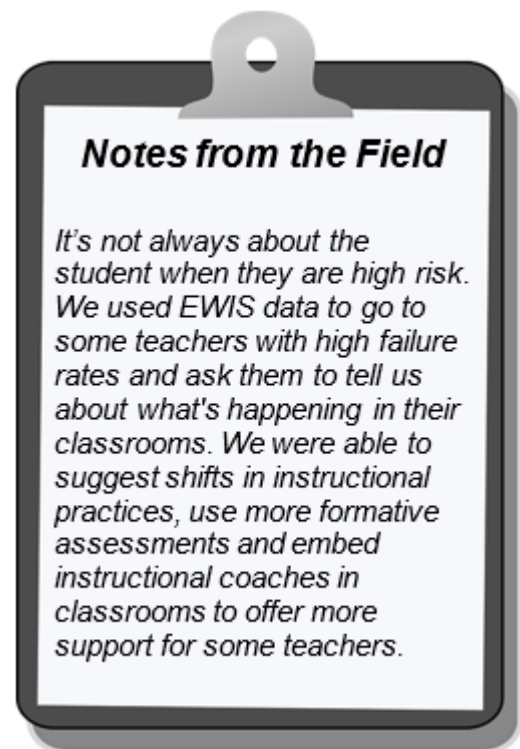 Notes from the Field
It’s not always about the
student when they are high risk.
We used EWIS data to go to
some teachers with high failure
rates and ask them to tell us
about what's happening in their
classrooms. We were able to
suggest shifts in instructional
practices, use more formative
assessments and embed
instructional coaches in
classrooms to offer more
support for some teachers.